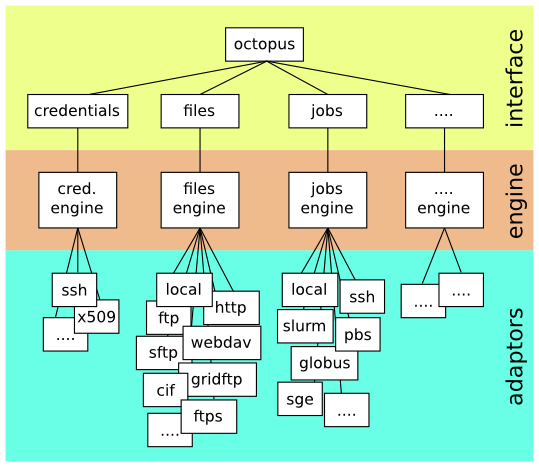 octopus
interface
credentials
files
jobs
....
cred.
engine
files
engine
jobs
engine
....
engine
engine
ssh
x509
....
local
http
ftp
webdav
sftp
gridftp
cif
ftps
....
local
ssh
slurm
pbs
globus
sge
....
....
....
adaptors